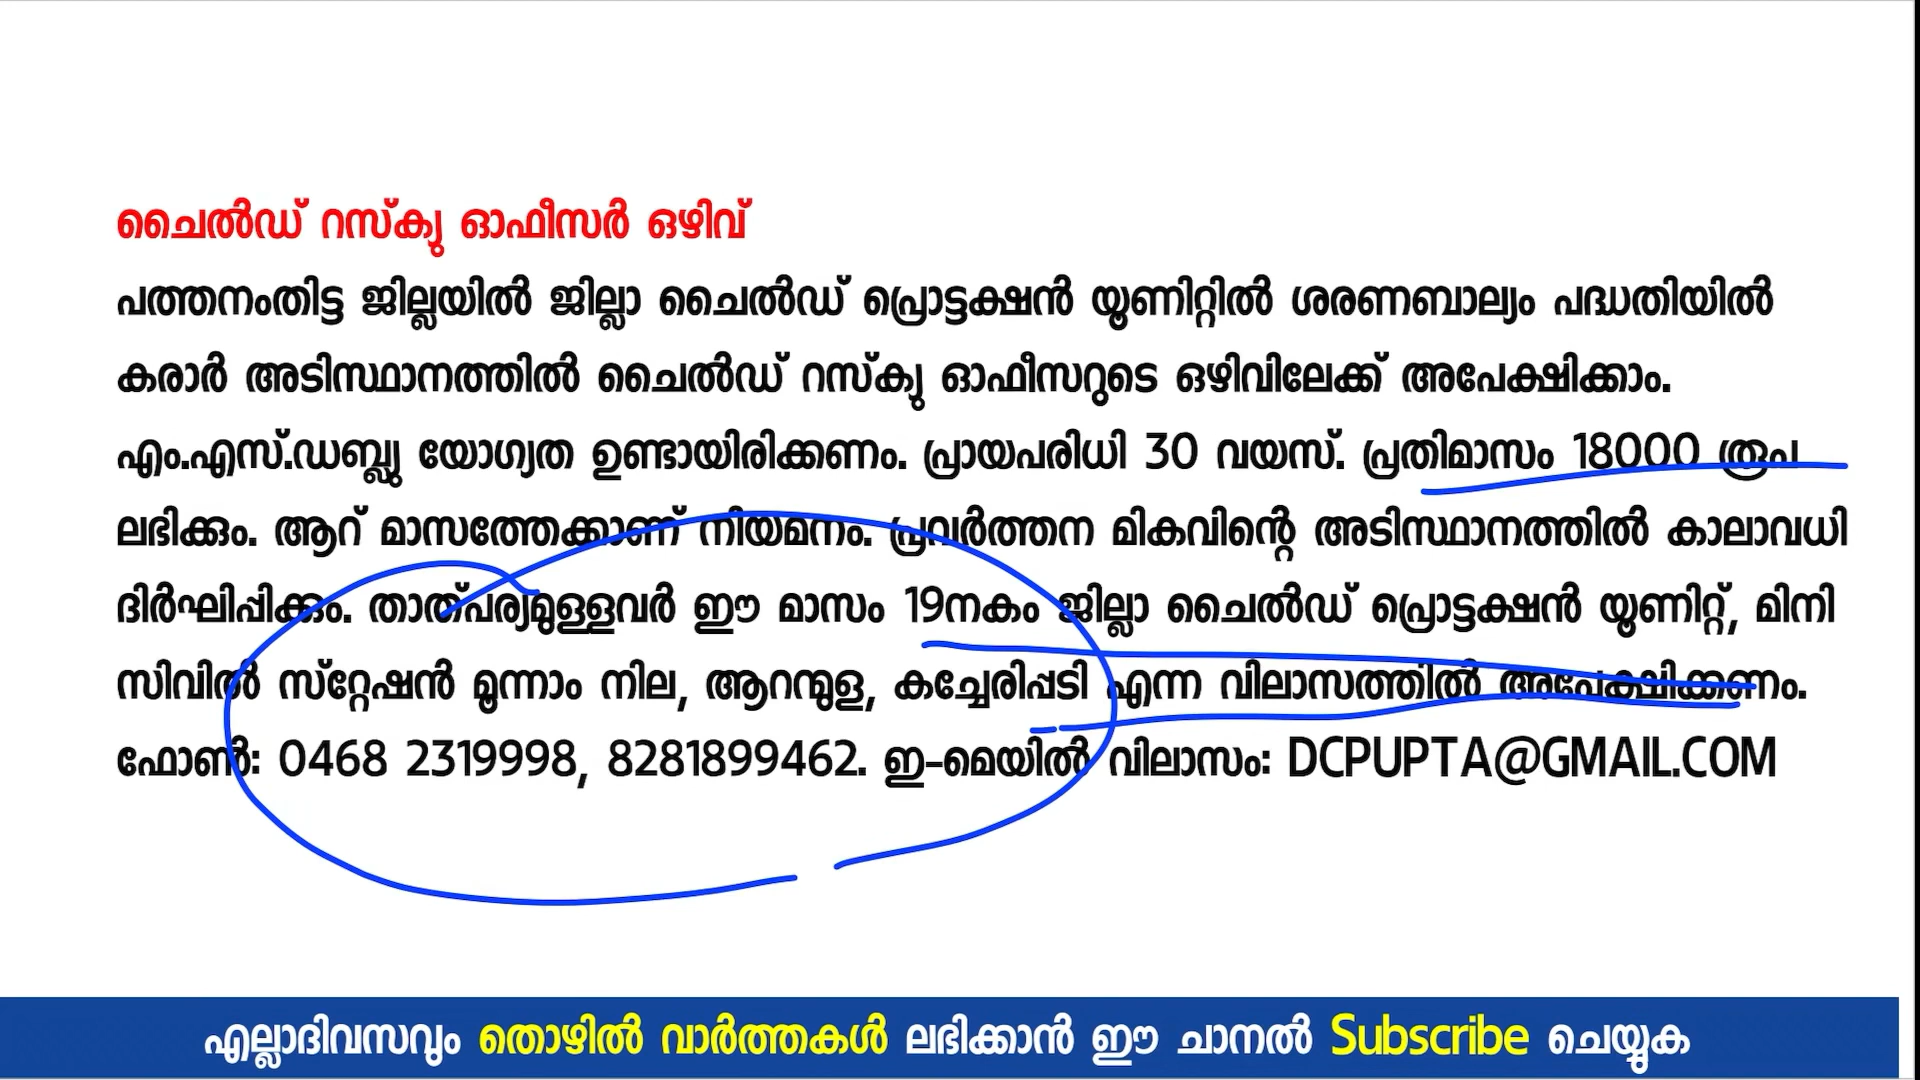 ചൈൽഡ് റസ്ക്യു ഓഫീസർ ഒഴിവ്
പത്തനംതിട്ട ജില്ലയിൽ ജില്ലാ ചൈൽഡ് പ്രൊട്ടക്ഷൻ യൂണിറ്റിൽ ശരണബാല്യം പദ്ധതിയിൽ
കരാർ അടിസ്ഥാനത്തിൽ ചൈൽഡ് റസ്ക്യു ഓഫീസറുടെ ഒഴിവിലേക്ക് അപേക്ഷിക്കാം.
എം.എസ്.ഡബ്ല്യു യോഗ്യത ഉണ്ടായിരിക്കണം. പ്രായപരിധി 30 വയസ്. പ്രതിമാസം 18000 രൂപ
ലഭിക്കും. ആറ് മാസത്തേക്കാണ് നിയമനം. പ്രവർത്തന മികവിന്റെ അടിസ്ഥാനത്തിൽ കാലാവധി
ദിർഘിപ്പിക്കും. താത്പര്യമുള്ളവർ ഈ മാസം 19നകം ജില്ലാ ചൈൽഡ് പ്രൊട്ടക്ഷൻ യൂണിറ്റ്, മിനി
സിവിൽ സ്റ്റേഷൻ മൂന്നാം നില, ആറന്മുള, കച്ചേരിപ്പടി എന്ന വിലാസത്തിൽ അപേക്ഷിക്കണം.
ഫോൺ: 0468 2319998, 8281899462. ഇ-മെയിൽ വിലാസം: DCPUPTA@GMAIL.COM
എല്ലാദിവസവും തൊഴിൽ വാർത്തകൾ ലഭിക്കാൻ ഈ ചാനൽ Subscribe ചെയ്യുക